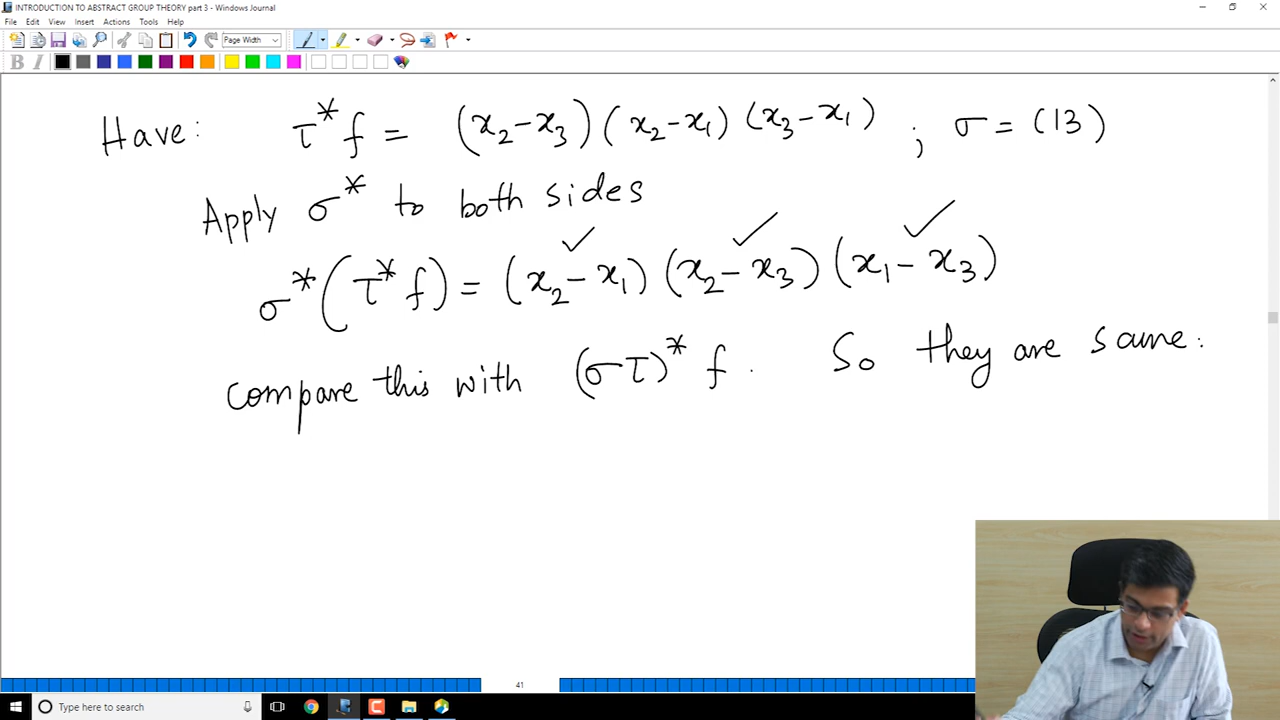 INTRODUCTION TO ABSTRACT GROUP THEORY part 3 - Windows Journal
File Edit View Insert Actions Tools Help
Page Width
B I
Have: τ* f = (x₂-x₃) (x₂-x₁) (x₃-x₁) ; σ = (13)
Apply σ* to both sides
σ* (τ* f) = (x₂-x₁) (x₂-x₃) (x₁-x₃)
compare this with (στ)* f. So they are same.
41
Type here to search